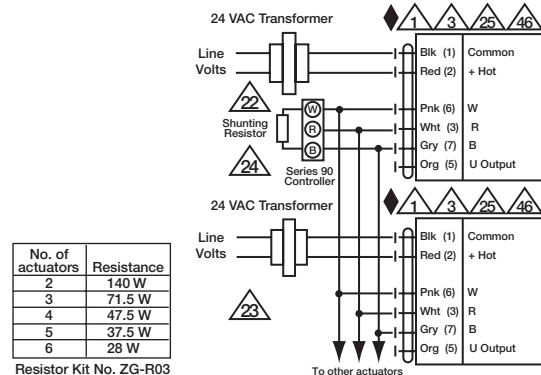 24 VAC Transformer
1 3 25 46
Line
Volts
Blk (1) Common
Red (2) + Hot
22
Shunting
Resistor
24
W
R
B
Series 90
Controller
Pnk (6) W
Wht (3) R
Gry (7) B
Org (5) U Output
24 VAC Transformer
1 3 25 46
Line
Volts
Blk (1) Common
Red (2) + Hot
23
Pnk (6) W
Wht (3) R
Gry (7) B
Org (5) U Output
To other actuators
No. of
actuators Resistance
2 140 W
3 71.5 W
4 47.5 W
5 37.5 W
6 28 W
Resistor Kit No. ZG-R03